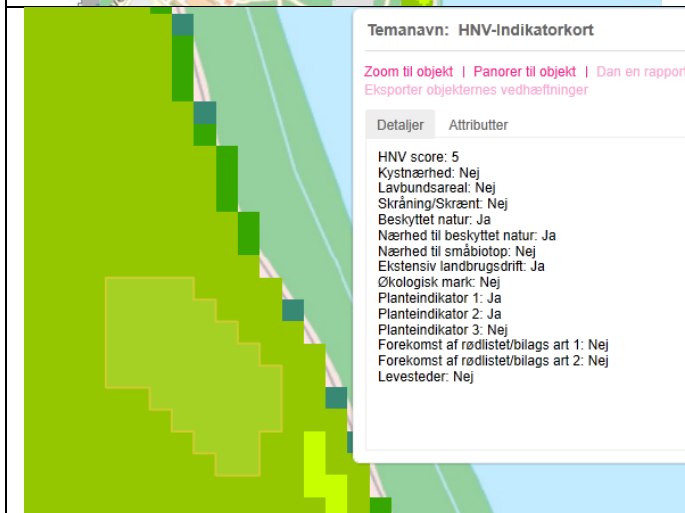 Temanavn: HNV-Indikatorkort
Zoom til objekt | Panorer til objekt | Dan en rapport
Eksporter objekternes vedhæftninger
Detaljer Attributter
HNV score: 5
Kystnærhed: Nej
Lavbundsareal: Nej
Skråning/Skrænt: Nej
Beskyttet natur: Ja
Nærhed til beskyttet natur: Ja
Nærhed til småbiotop: Nej
Ekstensiv landbrugsdrift: Ja
Økologisk mark: Nej
Planteindikator 1: Ja
Planteindikator 2: Ja
Planteindikator 3: Nej
Forekomst af rødlistet/bilags art 1: Nej
Forekomst af rødlistet/bilags art 2: Nej
Levesteder: Nej